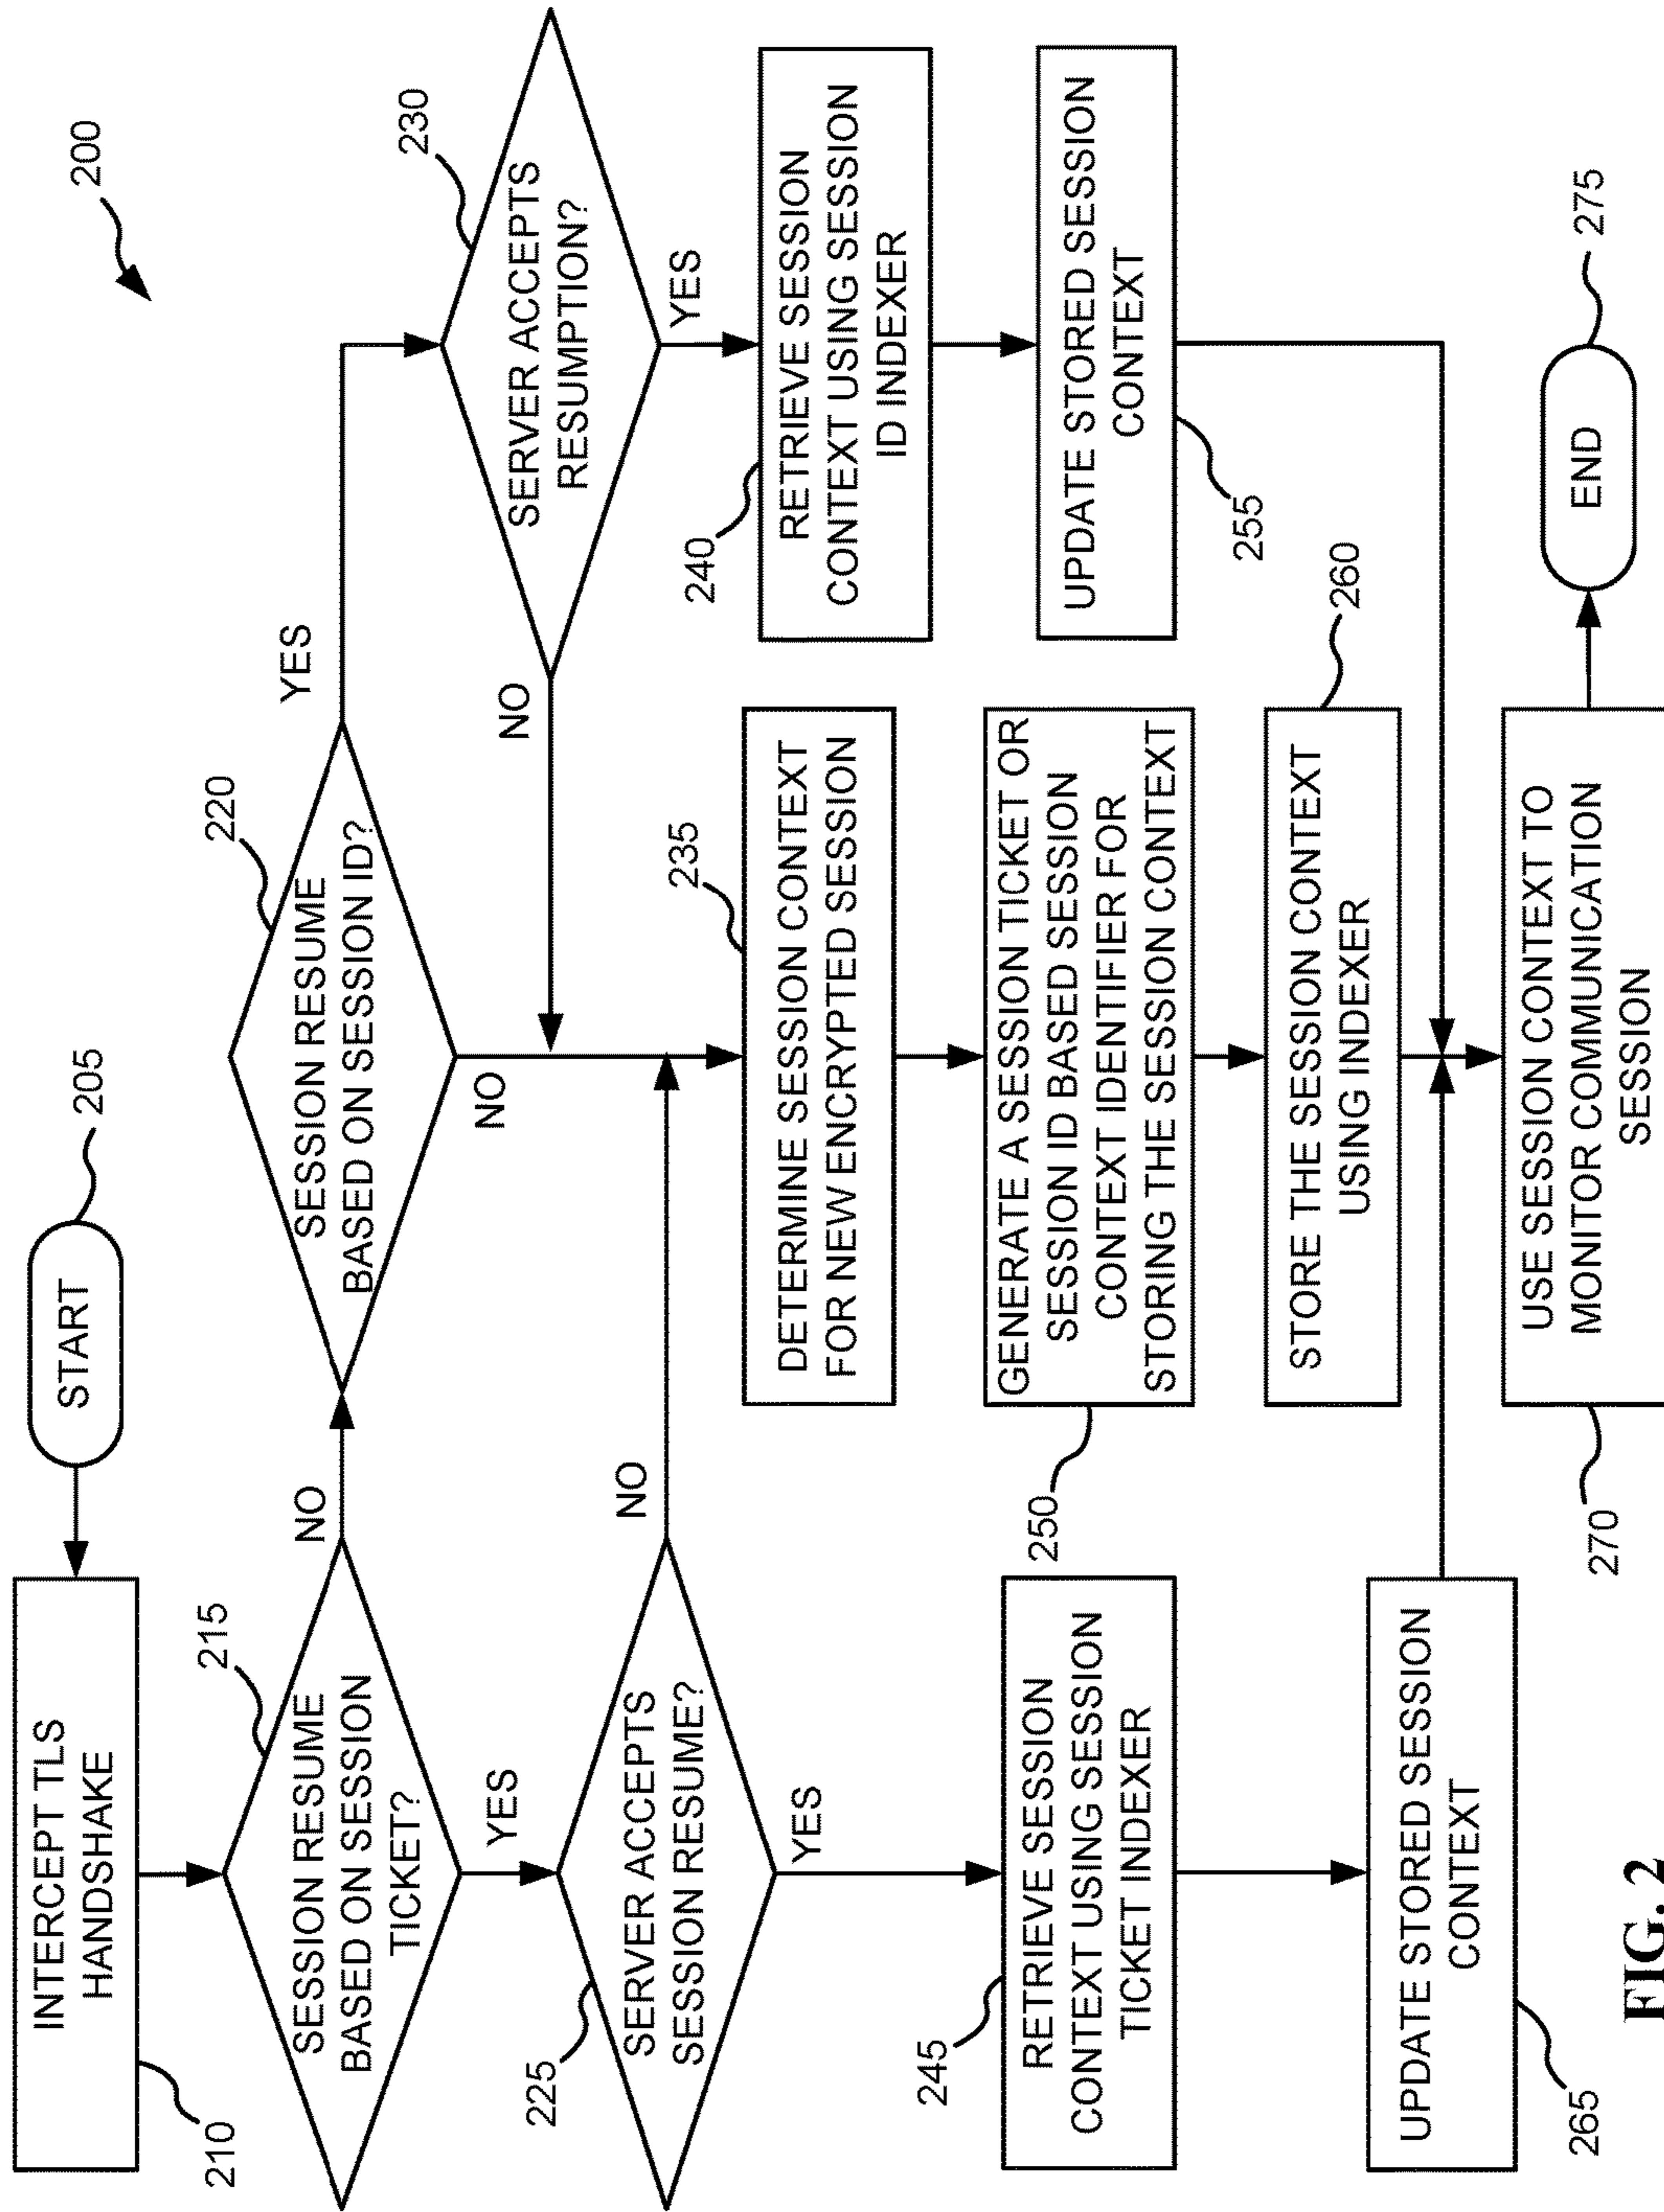 200
START
205
INTERCEPT TLS
HANDSHAKE
210
SESSION RESUME
BASED ON SESSION
TICKET?
215
NO
YES
SESSION RESUME
BASED ON SESSION ID?
220
YES
NO
SERVER ACCEPTS
SESSION RESUME?
225
NO
YES
SERVER ACCEPTS
RESUMPTION?
230
NO
YES
DETERMINE SESSION CONTEXT
FOR NEW ENCRYPTED SESSION
235
RETRIEVE SESSION
CONTEXT USING SESSION
ID INDEXER
240
RETRIEVE SESSION
CONTEXT USING SESSION
TICKET INDEXER
245
GENERATE A SESSION TICKET OR
SESSION ID BASED SESSION
CONTEXT IDENTIFIER FOR
STORING THE SESSION CONTEXT
250
UPDATE STORED SESSION
CONTEXT
255
STORE THE SESSION CONTEXT
USING INDEXER
260
UPDATE STORED SESSION
CONTEXT
265
USE SESSION CONTEXT TO
MONITOR COMMUNICATION
SESSION
270
END
275
FIG. 2